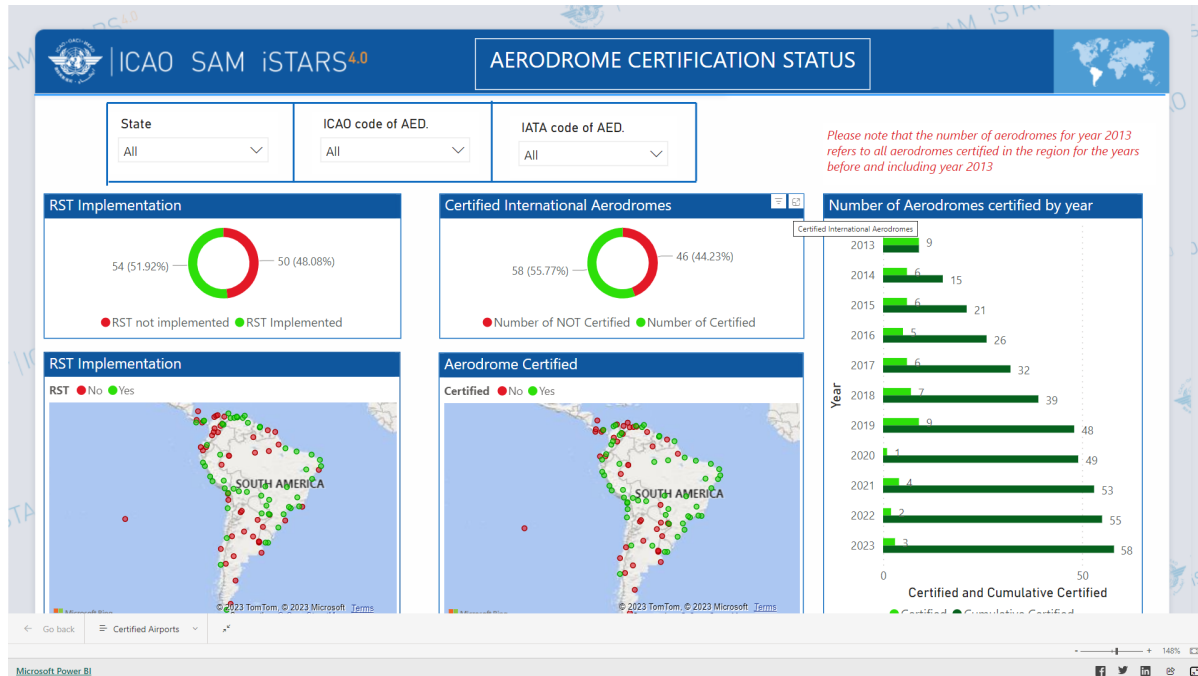 ICAO SAM iSTARS4.0
AERODROME CERTIFICATION STATUS
State
All
ICAO code of AED.
All
IATA code of AED.
All
Please note that the number of aerodromes for year 2013
refers to all aerodromes certified in the region for the years
before and including year 2013
RST Implementation
54 (51.92%)
50 (48.08%)
RST not implemented RST Implemented
Certified International Aerodromes
58 (55.77%)
46 (44.23%)
Number of NOT Certified Number of Certified
Certified International Aerodromes
Number of Aerodromes certified by year
Year
2013 9
2014 6 15
2015 6 21
2016 5 26
2017 6 32
2018 7 39
2019 9 48
2020 1 49
2021 4 53
2022 2 55
2023 3 58
0 50
Certified and Cumulative Certified
Certified Cumulative Certified
RST Implementation
RST No Yes
SOUTH AMERICA
© 2023 TomTom, © 2023 Microsoft Terms
Aerodrome Certified
Certified No Yes
SOUTH AMERICA
© 2023 TomTom, © 2023 Microsoft, Terms
Go back
Certified Airports
- + 148%
Microsoft Power BI